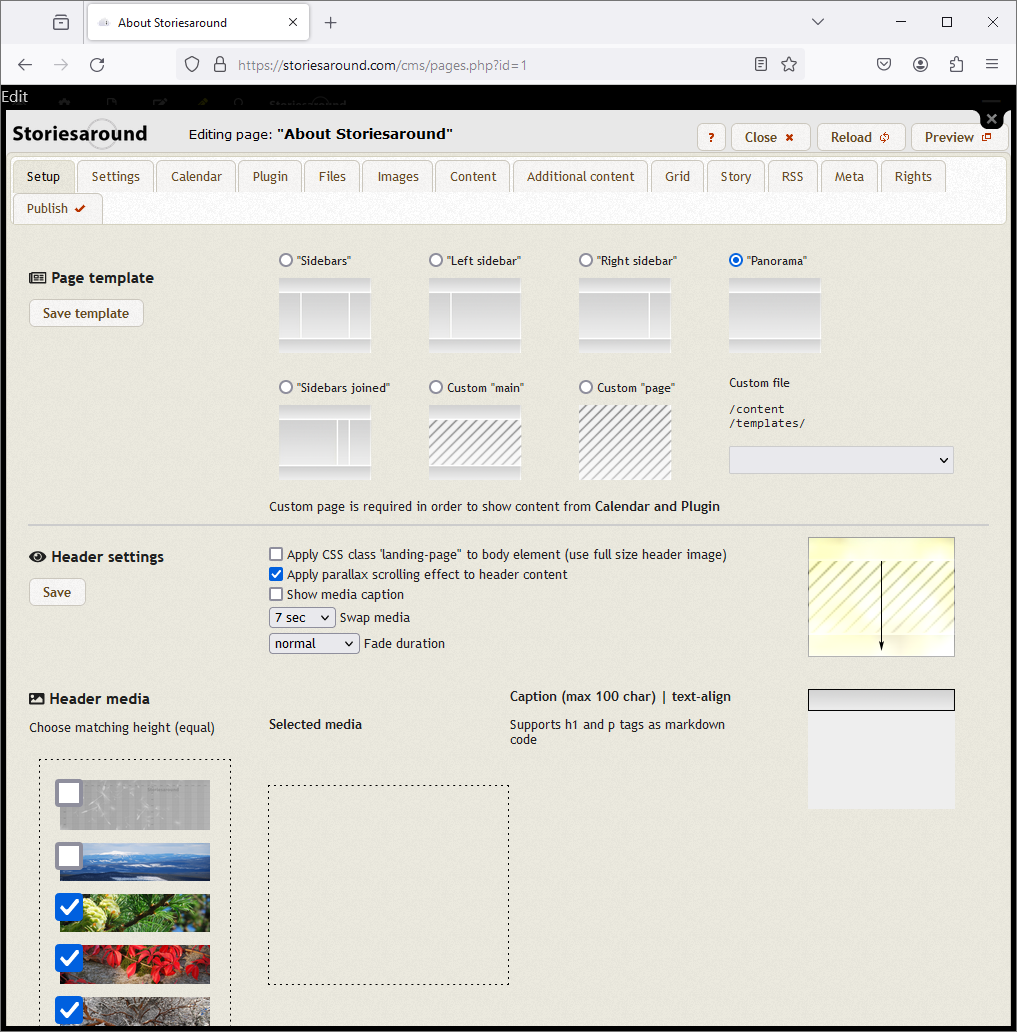 About Storiesaround
https://storiesaround.com/cms/pages.php?id=1
Edit
Storiesaround
Editing page: "About Storiesaround"
?
Close
Reload
Preview
Setup
Settings
Calendar
Plugin
Files
Images
Content
Additional content
Grid
Story
RSS
Meta
Rights
Publish
Page template
Save template
"Sidebars"
"Left sidebar"
"Right sidebar"
"Panorama"
"Sidebars joined"
Custom "main"
Custom "page"
Custom file
/content
/templates/
Custom page is required in order to show content from Calendar and Plugin
Header settings
Save
Apply CSS class 'landing-page" to body element (use full size header image)
Apply parallax scrolling effect to header content
Show media caption
7 sec Swap media
normal Fade duration
Header media
Choose matching height (equal)
Selected media
Caption (max 100 char) | text-align
Supports h1 and p tags as markdown
code